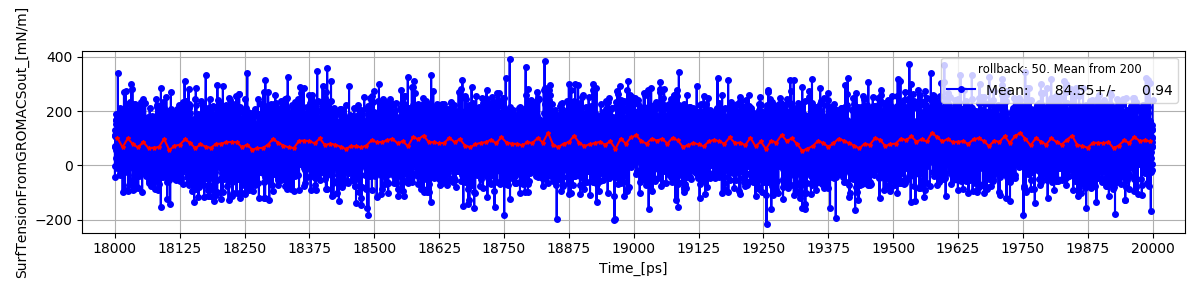 SurfTensionFromGROMACSout_[mN/m]
400
200
0
−200
rollback: 50. Mean from 200
Mean: 84.55+/- 0.94
18000 18125 18250 18375 18500 18625 18750 18875 19000 19125 19250 19375 19500 19625 19750 19875 20000
Time_[ps]